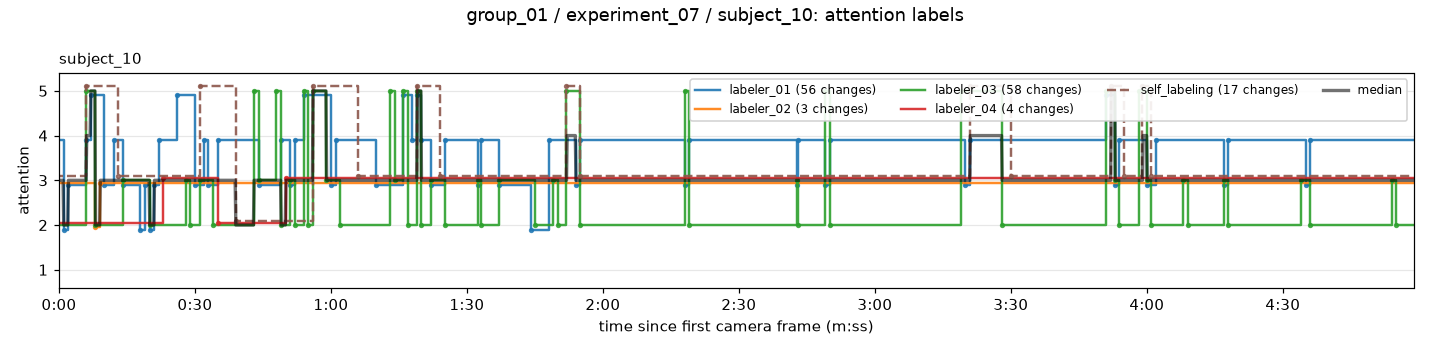 group_01 / experiment_07 / subject_10: attention labels
subject_10
labeler_01 (56 changes)
labeler_02 (3 changes)
labeler_03 (58 changes)
labeler_04 (4 changes)
self_labeling (17 changes)
median
attention
5
4
3
2
1
0:00 0:30 1:00 1:30 2:00 2:30 3:00 3:30 4:00 4:30
time since first camera frame (m:ss)